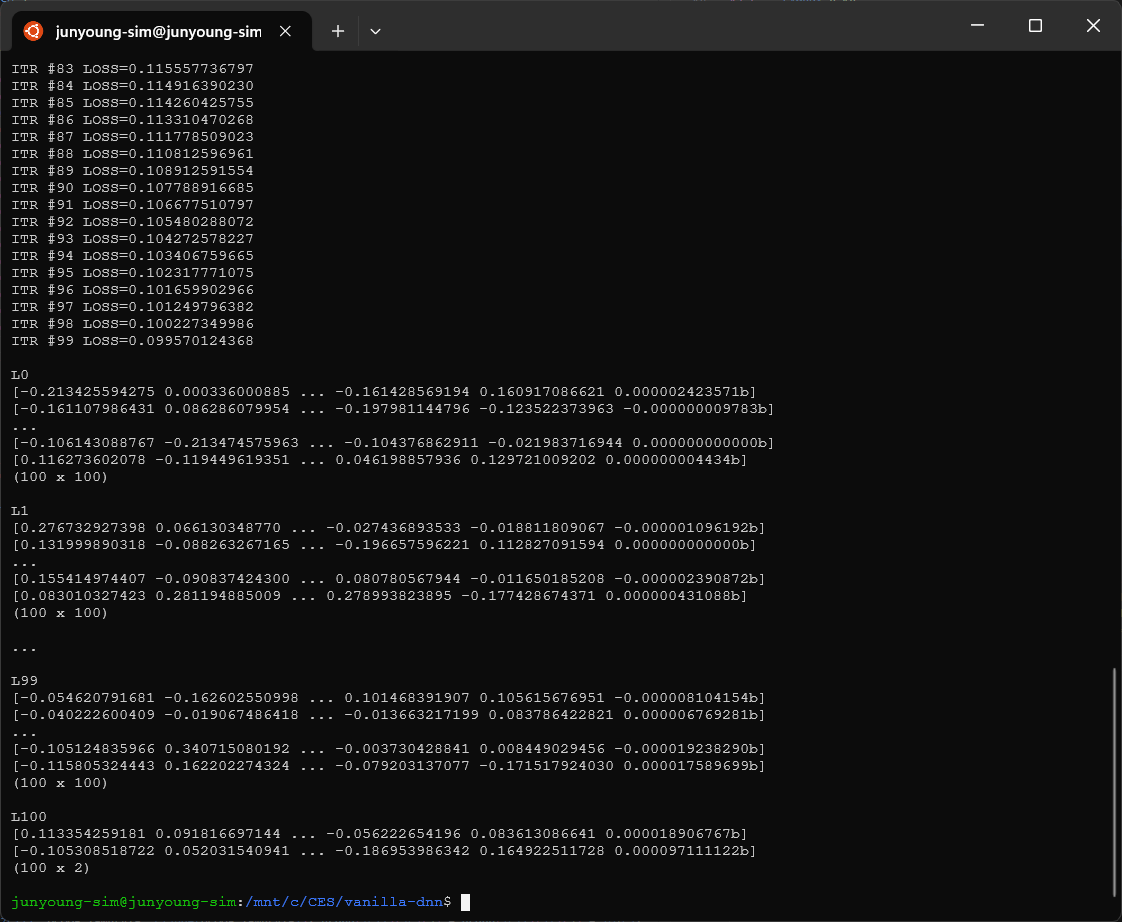 junyoung-sim@junyoung-sim
ITR #83 LOSS=0.115557736797
ITR #84 LOSS=0.114916390230
ITR #85 LOSS=0.114260425755
ITR #86 LOSS=0.113310470268
ITR #87 LOSS=0.111778509023
ITR #88 LOSS=0.110812596961
ITR #89 LOSS=0.108912591554
ITR #90 LOSS=0.107788916685
ITR #91 LOSS=0.106677510797
ITR #92 LOSS=0.105480288072
ITR #93 LOSS=0.104272578227
ITR #94 LOSS=0.103406759665
ITR #95 LOSS=0.102317771075
ITR #96 LOSS=0.101659902966
ITR #97 LOSS=0.101249796382
ITR #98 LOSS=0.100227349986
ITR #99 LOSS=0.099570124368
L0
[-0.213425594275 0.000336000885 ... -0.161428569194 0.160917086621 0.000002423571b]
[-0.161107986431 0.086286079954 ... -0.197981144796 -0.123522373963 -0.000000009783b]
...
[-0.106143088767 -0.213474575963 ... -0.104376862911 -0.021983716944 0.000000000000b]
[0.116273602078 -0.119449619351 ... 0.046198857936 0.129721009202 0.000000004434b]
(100 x 100)
L1
[0.276732927398 0.066130348770 ... -0.027436893533 -0.018811809067 -0.000001096192b]
[0.131999890318 -0.088263267165 ... -0.196657596221 0.112827091594 0.000000000000b]
...
[0.155414974407 -0.090837424300 ... 0.080780567944 -0.011650185208 -0.000002390872b]
[0.083010327423 0.281194885009 ... 0.278993823895 -0.177428674371 0.000000431088b]
(100 x 100)
...
L99
[-0.054620791681 -0.162602550998 ... 0.101468391907 0.105615676951 -0.000008104154b]
[-0.040222600409 -0.019067486418 ... -0.013663217199 0.083786422821 0.000006769281b]
...
[-0.105124835966 0.340715080192 ... -0.003730428841 0.008449029456 -0.000019238290b]
[-0.115805324443 0.162202274324 ... -0.079203137077 -0.171517924030 0.000017589699b]
(100 x 100)
L100
[0.113354259181 0.091816697144 ... -0.056222654196 0.083613086641 0.000018906767b]
[-0.105308518722 0.052031540941 ... -0.186953986342 0.164922511728 0.000097111122b]
(100 x 2)
junyoung-sim@junyoung-sim:/mnt/c/CES/vanilla-dnn$